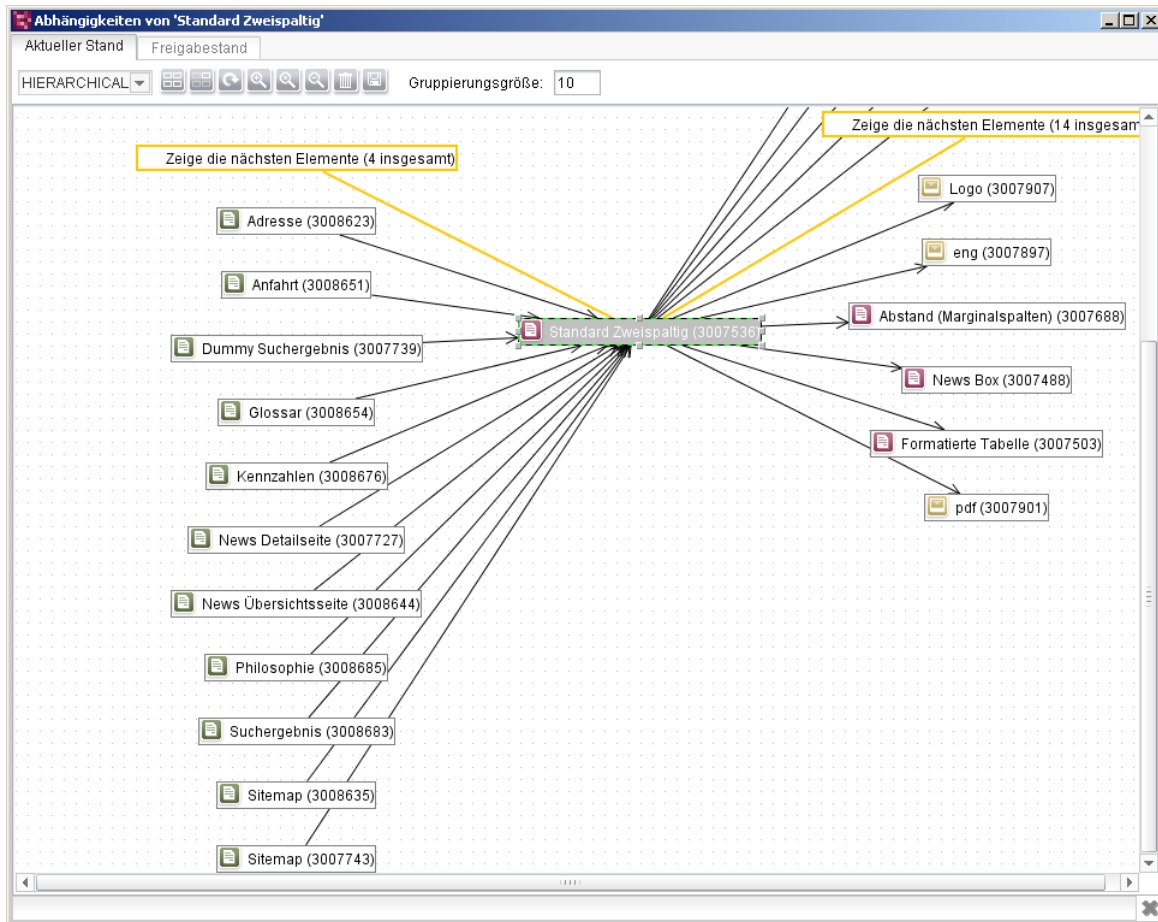 Abhängigkeiten von 'Standard Zweispaltig'
Aktueller Stand
Freigabestand
HIERARCHICAL
Gruppierungsgröße: 10
Zeige die nächsten Elemente (14 insgesam
Zeige die nächsten Elemente (4 insgesamt)
Logo (3007907)
Adresse (3008623)
eng (3007897)
Anfahrt (3008651)
Abstand (Marginalspalten) (3007688)
Standard Zweispaltig (3007536)
Dummy Suchergebnis (3007739)
News Box (3007488)
Glossar (3008654)
Formatierte Tabelle (3007503)
Kennzahlen (3008676)
pdf (3007901)
News Detailseite (3007727)
News Übersichtsseite (3008644)
Philosophie (3008685)
Suchergebnis (3008683)
Sitemap (3008635)
Sitemap (3007743)